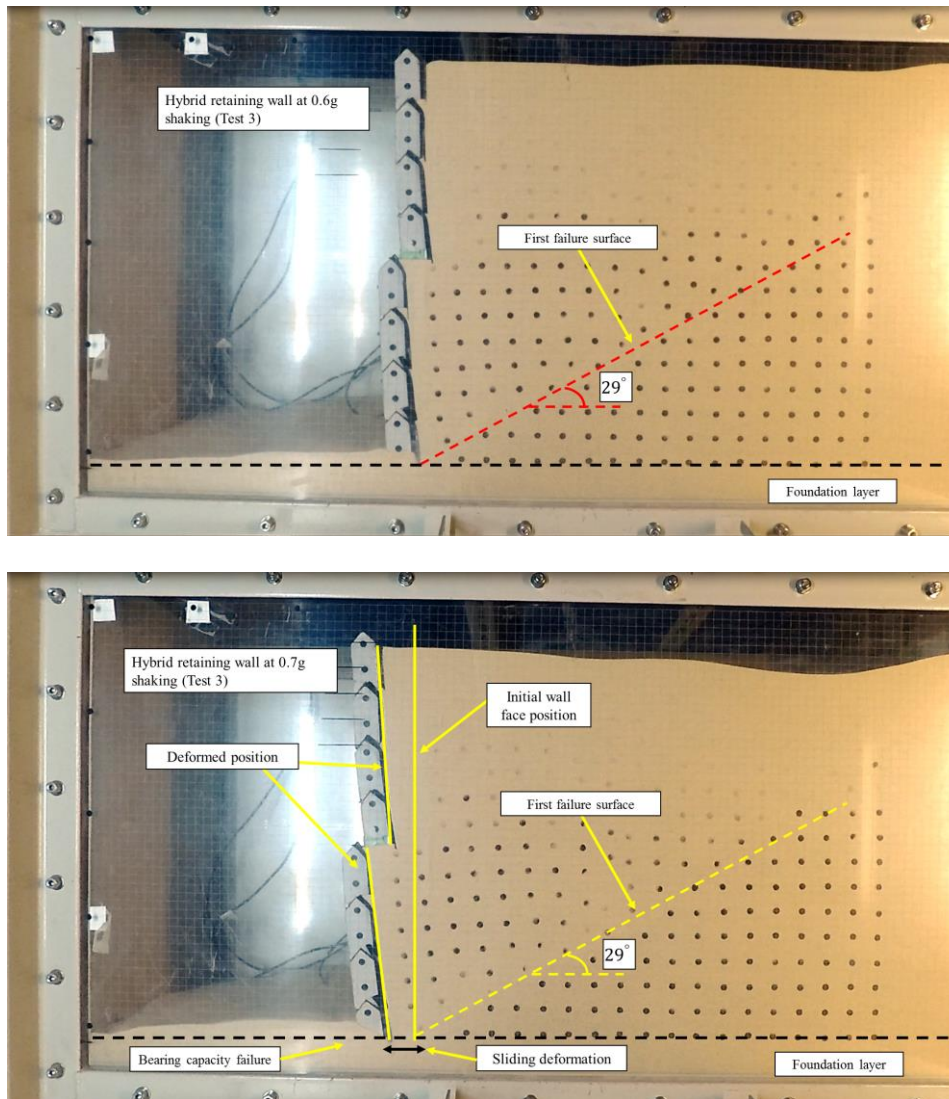 Hybrid retaining wall at 0.6g
shaking (Test 3)
First failure surface
29°
Foundation layer
Hybrid retaining wall at 0.7g
shaking (Test 3)
Initial wall
face position
Deformed position
First failure surface
29°
Bearing capacity failure
Sliding deformation
Foundation layer